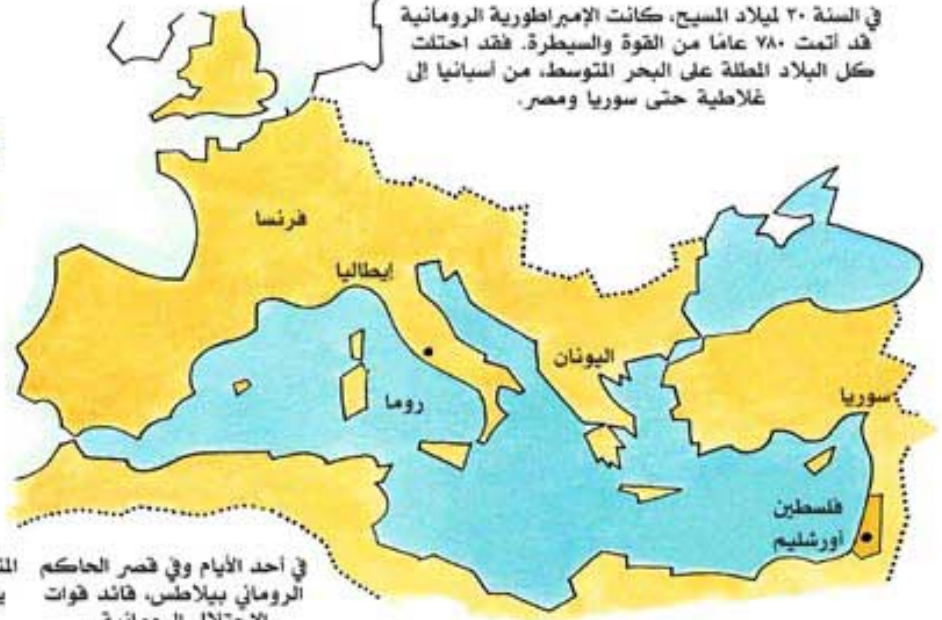 في السنة ٣٠ لميلاد المسيح، كانت الإمبراطورية الرومانية
قد أتمت ٧٨٠ عامًا من القوة والسيطرة. فقد احتلت
كل البلاد المطلة على البحر المتوسط، من أسبانيا إلى
غلاطية حتى سوريا ومصر.
فرنسا
إيطاليا
اليونان
سوريا
روما
فلسطين
أورشليم
في أحد الأيام وفي قصر الحاكم
الروماني بيلاطس، قائد قوات
الاحتلال الرومانية